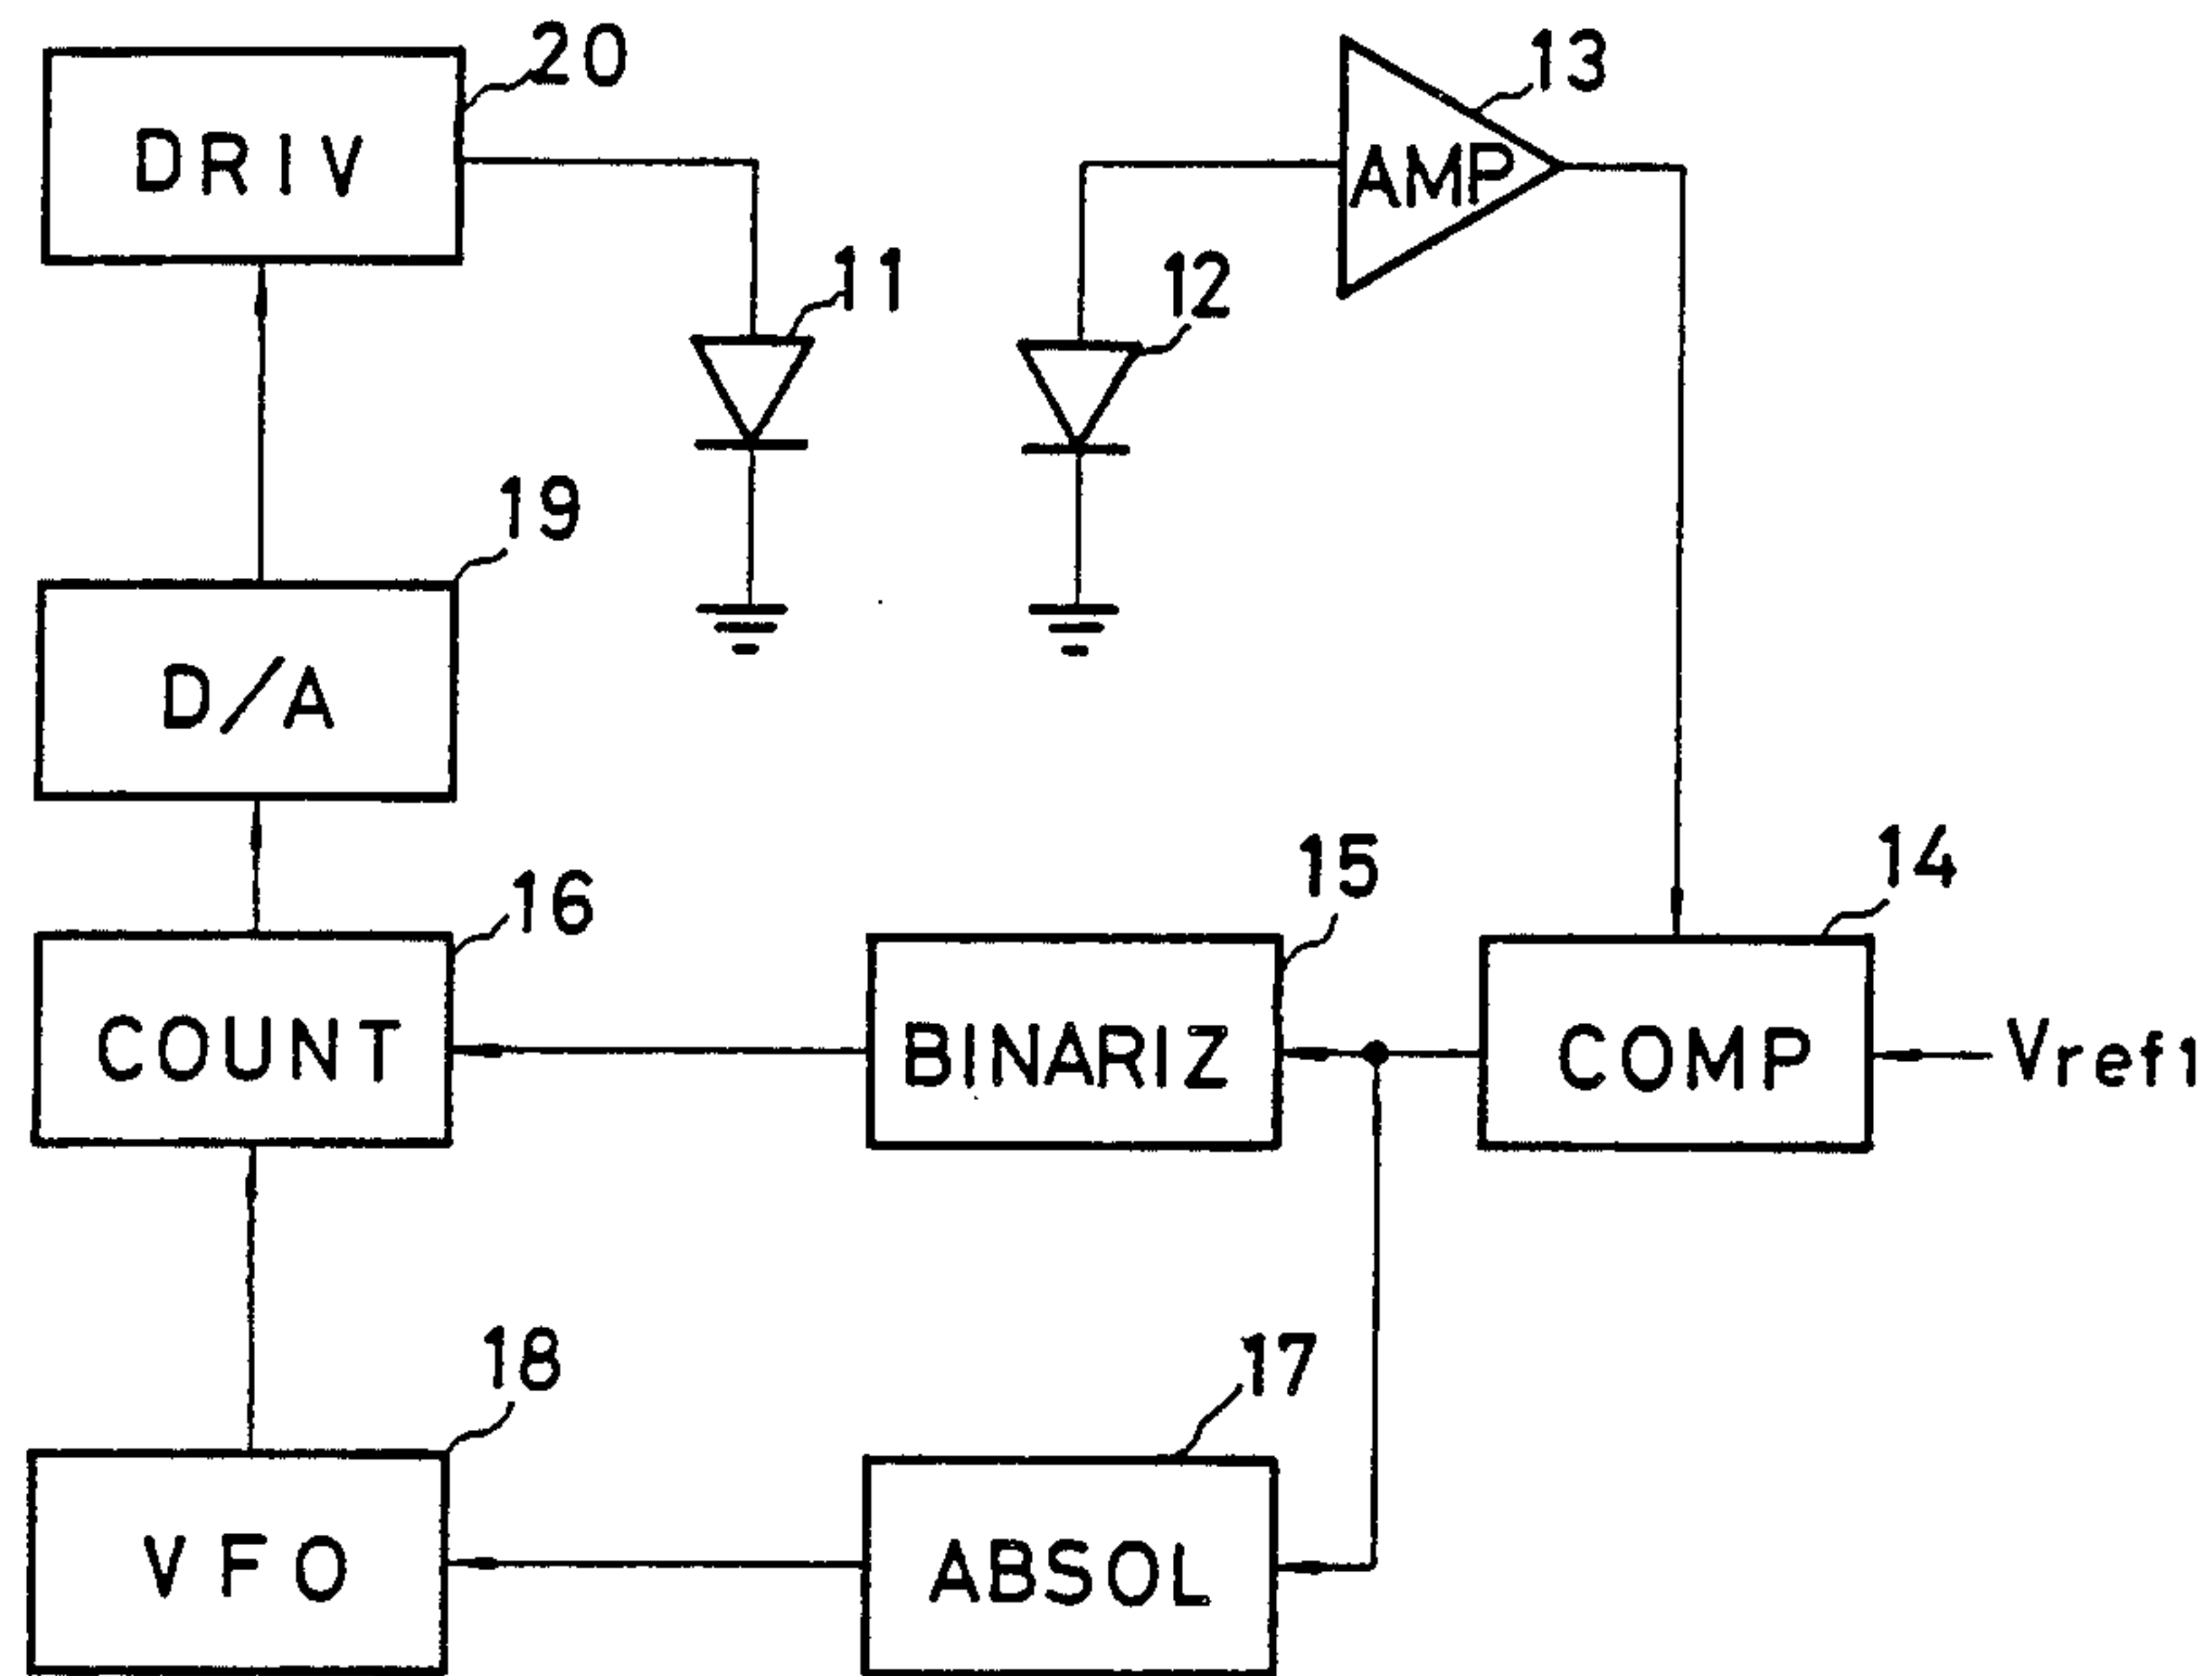 20
13
DRIV
AMP
11
12
19
D/A
16
15
14
COUNT
BINARIZ
COMP
Vref1
18
17
VFO
ABSOL